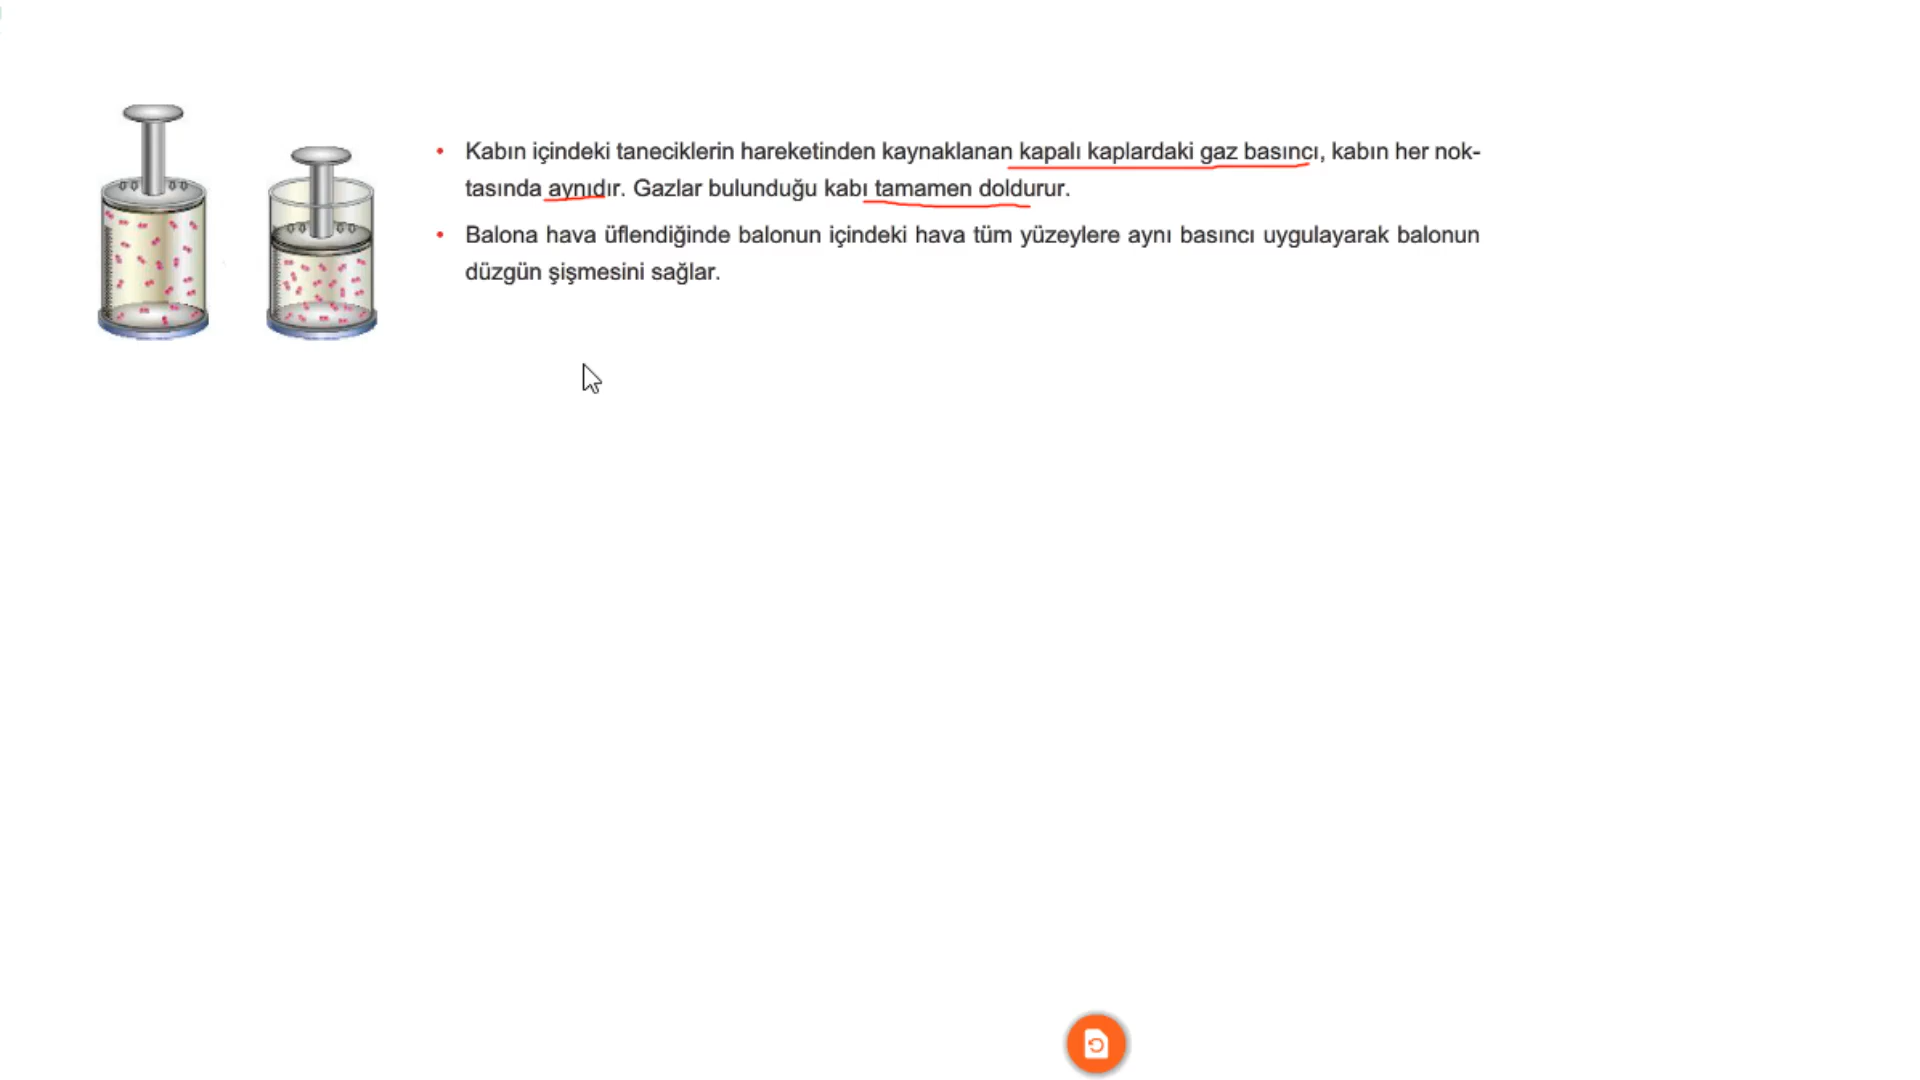 Kabın içindeki taneciklerin hareketinden kaynaklanan kapalı kaplardaki gaz basıncı, kabın her nok-
tasında aynıdır. Gazlar bulunduğu kabı tamamen doldurur.
Balona hava üflendiğinde balonun içindeki hava tüm yüzeylere aynı basıncı uygulayarak balonun
düzgün şişmesini sağlar.